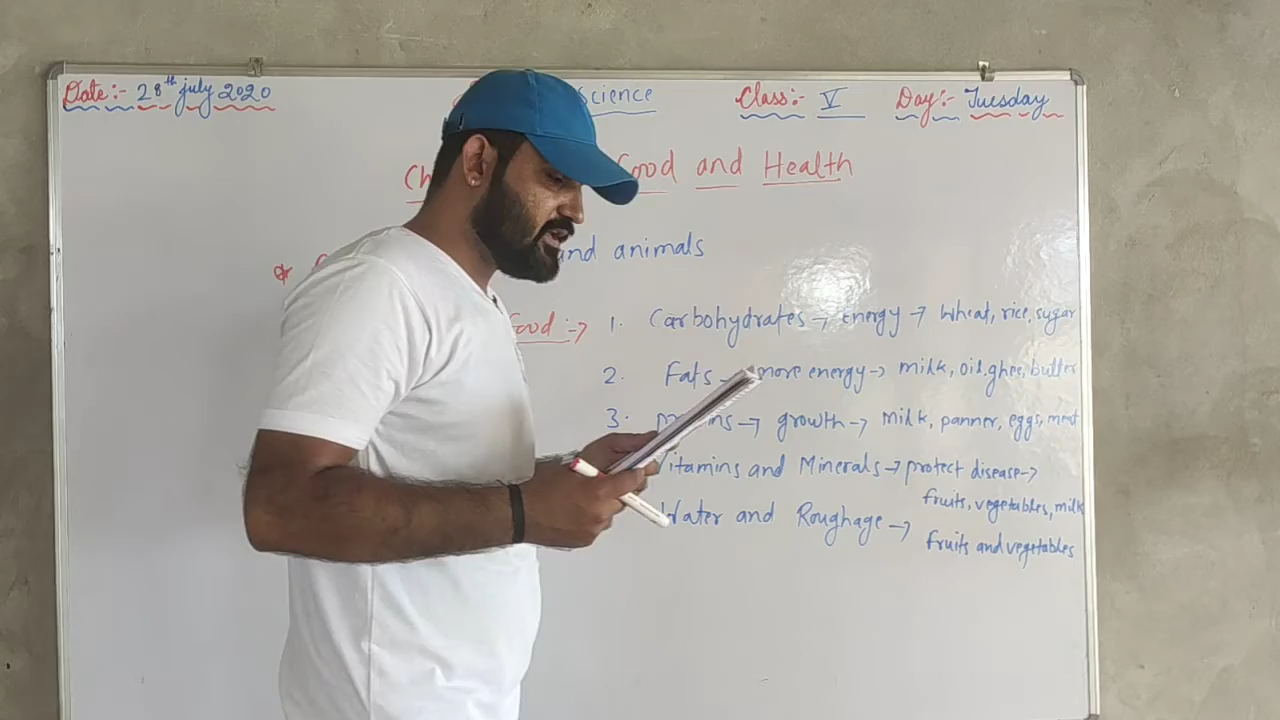 Date:- 28th july 2020
Science
Class:- V
Day:- Tuesday
Food and Health
and animals
Food :→ 1. Carbohydrates → Energy → Wheat, rice, sugar
2. Fats → more energy → milk, oil, ghee, butter
3. → growth → milk, panner, eggs, meat
Vitamins and Minerals → protect disease →
fruits, vegetables, milk
Water and Roughage →
fruits and vegetables